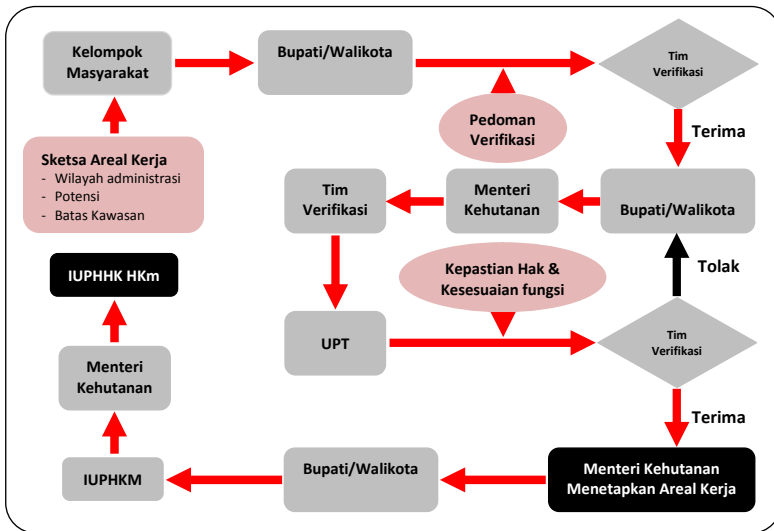 Kelompok
Masyarakat
Bupati/Walikota
Tim
Verifikasi
Pedoman
Verifikasi
Terima
Sketsa Areal Kerja
- Wilayah administrasi
- Potensi
- Batas Kawasan
Tim
Verifikasi
Menteri
Kehutanan
Bupati/Walikota
Tolak
IUPHHK HKm
Kepastian Hak &
Kesesuaian fungsi
UPT
Tim
Verifikasi
Menteri
Kehutanan
Terima
IUPHKM
Bupati/Walikota
Menteri Kehutanan
Menetapkan Areal Kerja